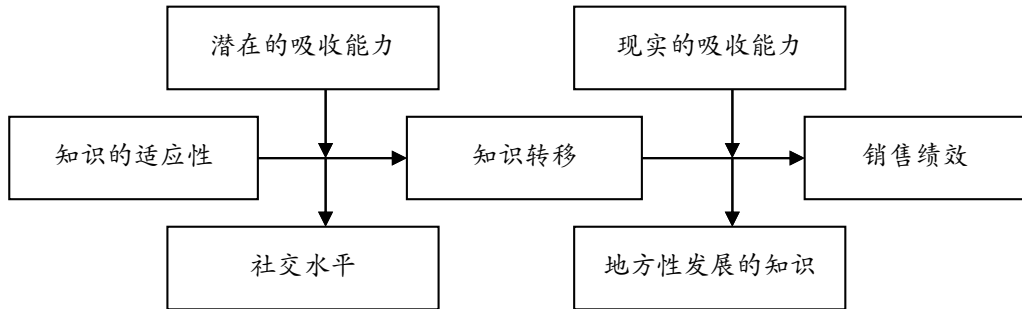 潜在的吸收能力
现实的吸收能力
知识的适应性
知识转移
销售绩效
社交水平
地方性发展的知识